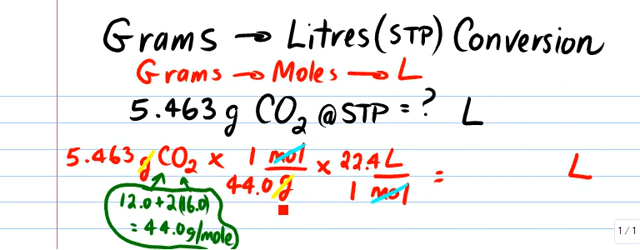 Grams → Litres (STP) Conversion
Grams → Moles → L
5.463 g CO₂ @ STP = ? L
5.463 g CO₂ × 1 mol / 44.0 g × 22.4 L / 1 mol = L
12.0 + 2(16.0)
= 44.0 g/mole
1/1